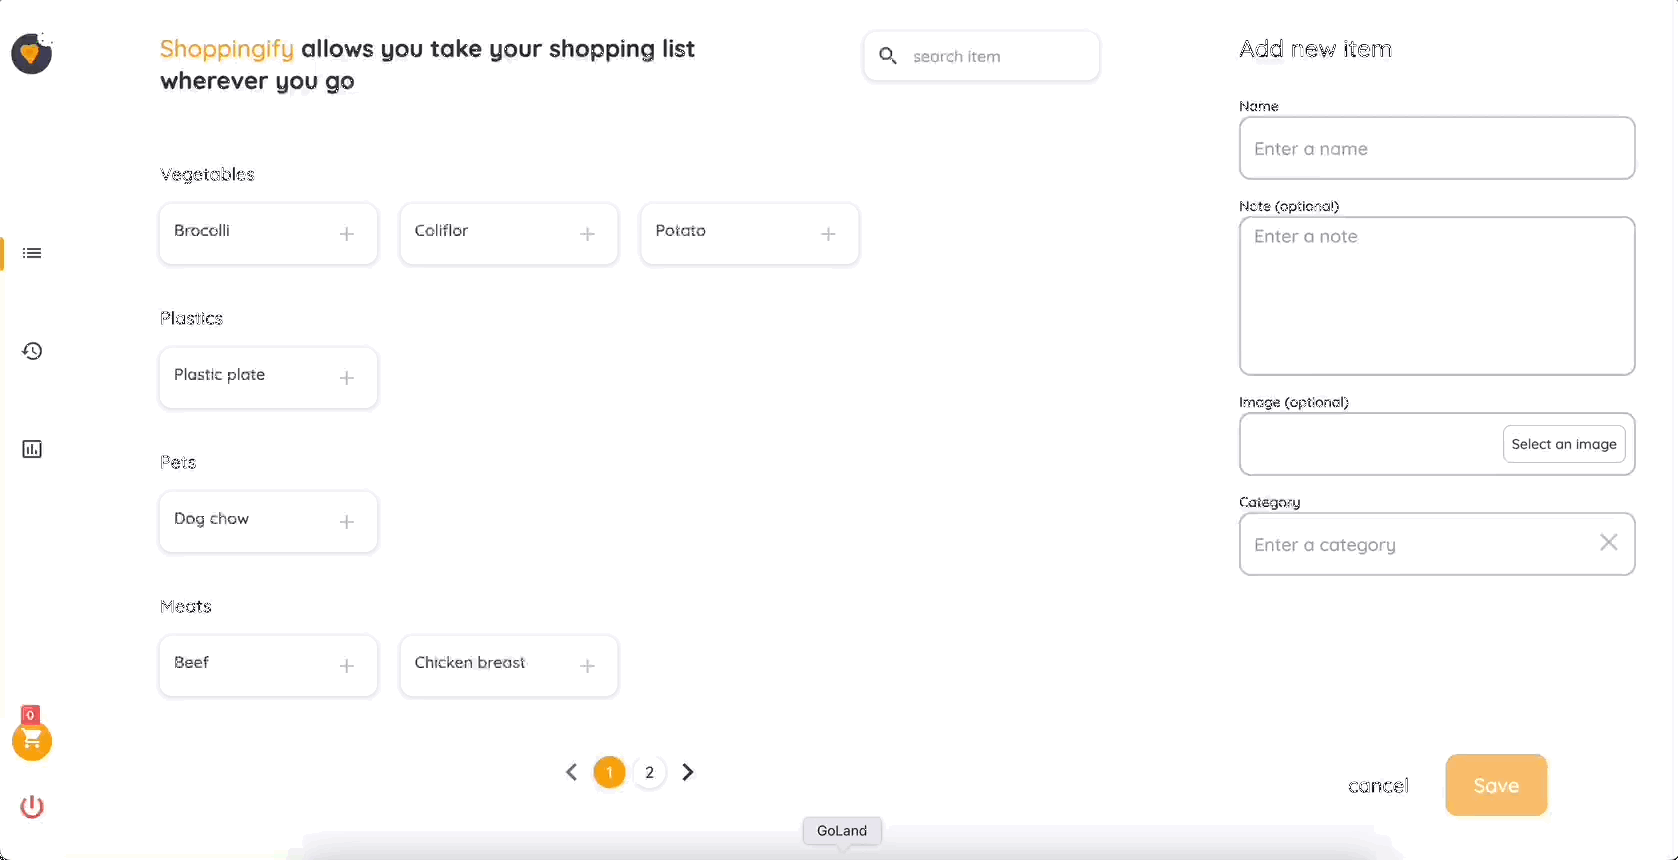 Shoppingify allows you take your shopping list
wherever you go
search item
Vegetables
Brocolli
Coliflor
Potato
Plastics
Plastic plate
Pets
Dog chow
Meats
Beef
Chicken breast
0
1
2
GoLand
Add new item
Name
Enter a name
Note (optional)
Enter a note
Image (optional)
Select an image
Category
Enter a category
cancel
Save